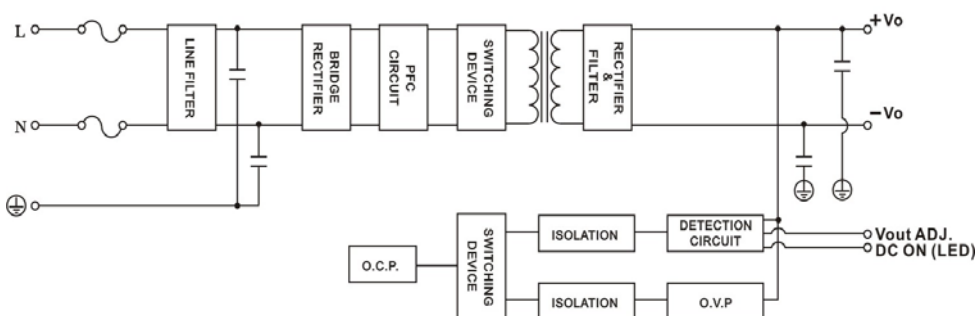 L
N
LINE FILTER
BRIDGE
RECTIFIER
PFC
CIRCUIT
SWITCHING
DEVICE
RECTIFIER
&
FILTER
+Vo
−Vo
O.C.P.
SWITCHING
DEVICE
ISOLATION
DETECTION
CIRCUIT
Vout ADJ.
DC ON (LED)
ISOLATION
O.V.P